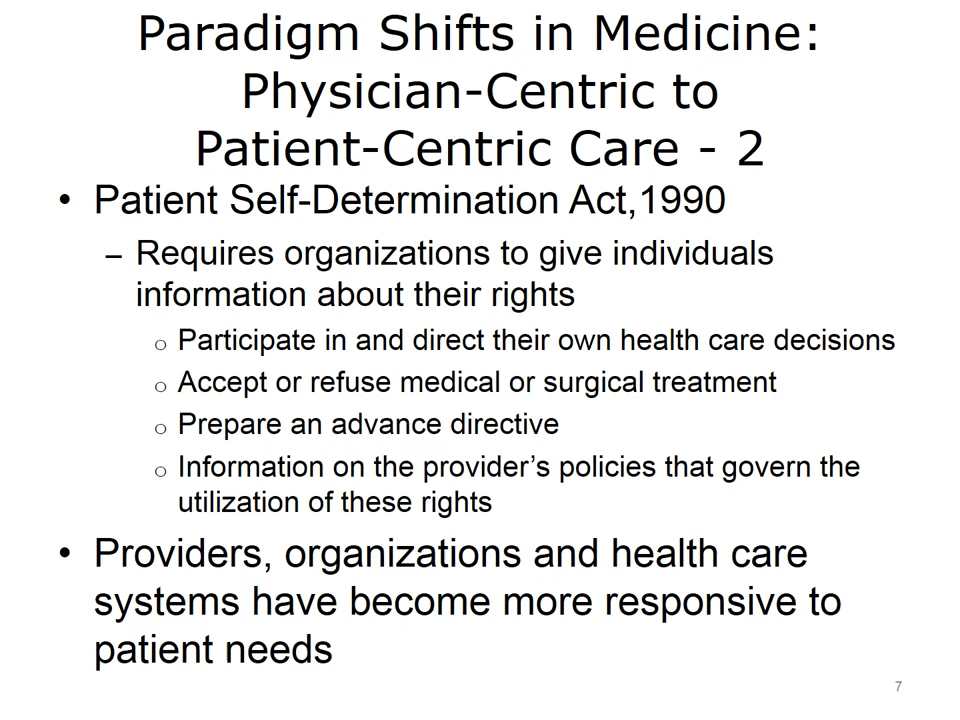 Paradigm Shifts in Medicine:
Physician-Centric to
Patient-Centric Care - 2
• Patient Self-Determination Act,1990
– Requires organizations to give individuals
information about their rights
o Participate in and direct their own health care decisions
o Accept or refuse medical or surgical treatment
o Prepare an advance directive
o Information on the provider’s policies that govern the
utilization of these rights
• Providers, organizations and health care
systems have become more responsive to
patient needs
7